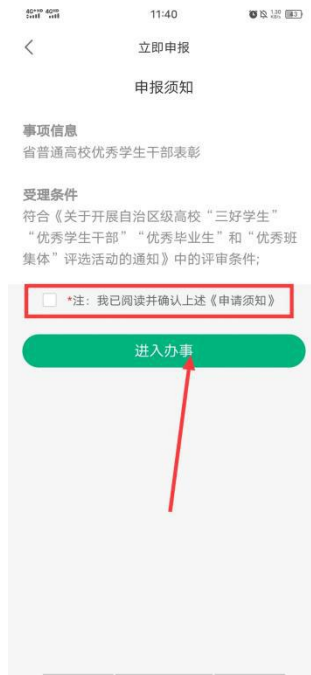 11:40
立即申报
申报须知
事项信息
省普通高校优秀学生干部表彰
受理条件
符合《关于开展自治区级高校“三好学生”
“优秀学生干部”“优秀毕业生”和“优秀班
集体”评选活动的通知》中的评审条件;
*注：我已阅读并确认上述《申请须知》
进入办事